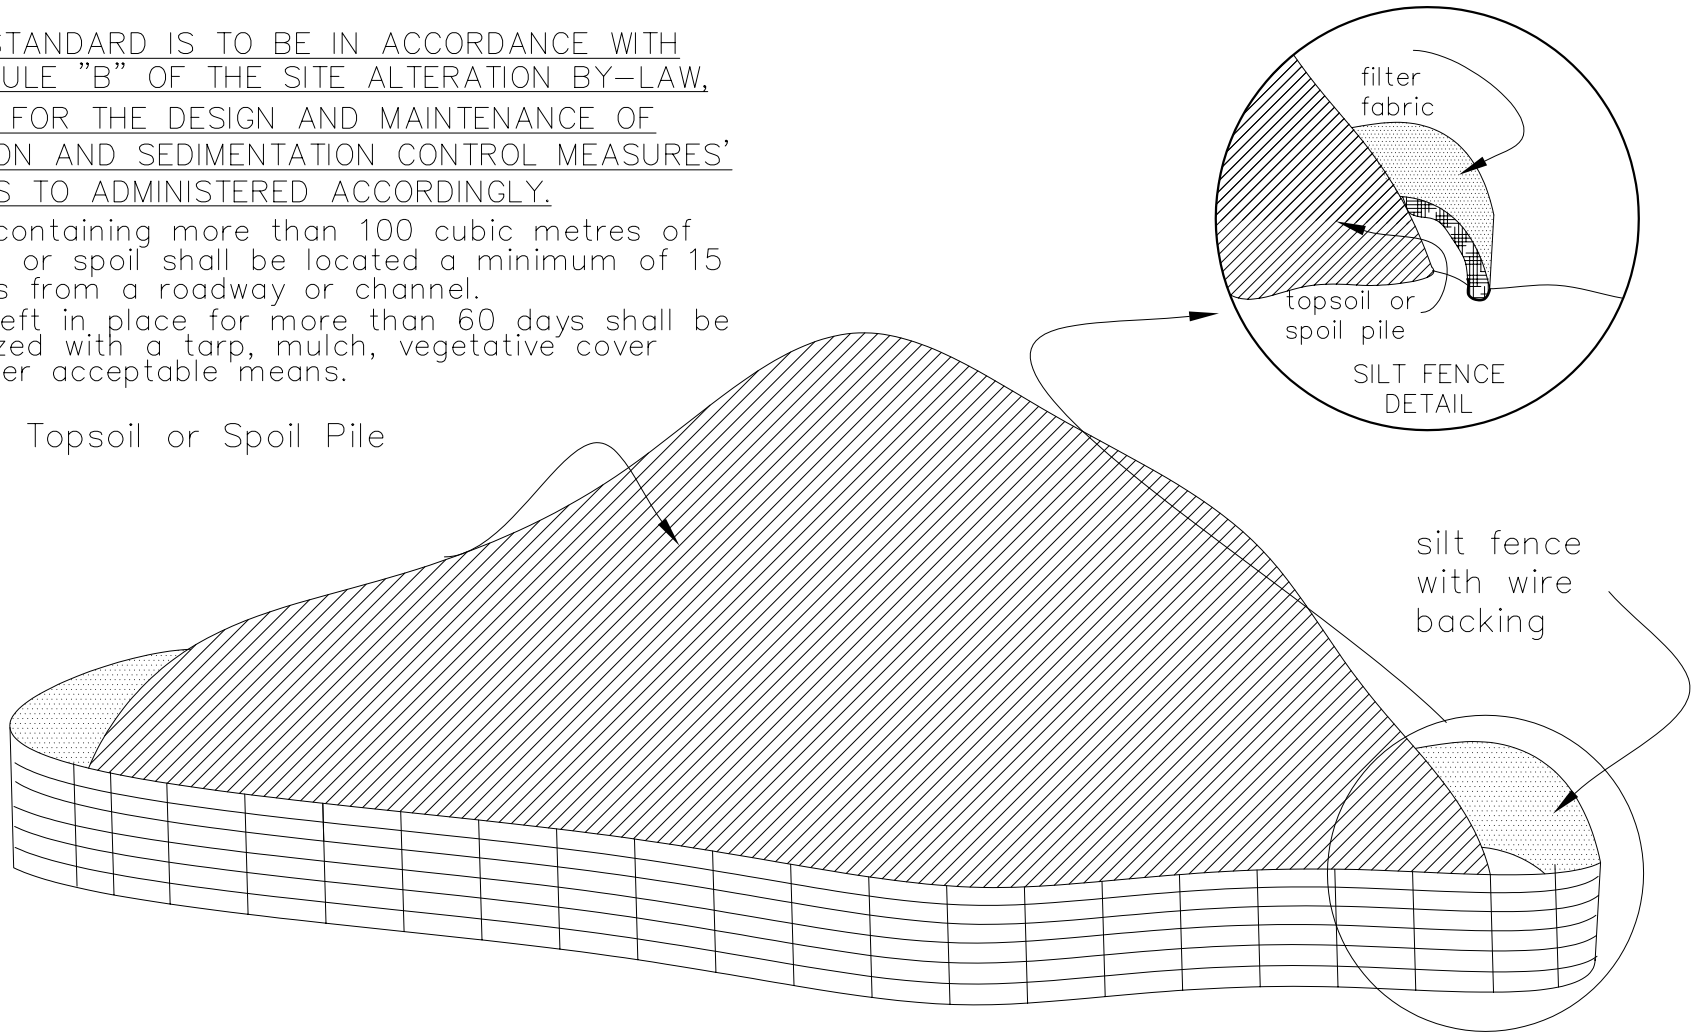 STANDARD IS TO BE IN ACCORDANCE WITH
ULE "B" OF THE SITE ALTERATION BY-LAW,
FOR THE DESIGN AND MAINTENANCE OF
ON AND SEDIMENTATION CONTROL MEASURES'
S TO ADMINISTERED ACCORDINGLY.
containing more than 100 cubic metres of
or spoil shall be located a minimum of 15
s from a roadway or channel.
eft in place for more than 60 days shall be
zed with a tarp, mulch, vegetative cover
er acceptable means.
Topsoil or Spoil Pile
filter
fabric
topsoil or
spoil pile
SILT FENCE
DETAIL
silt fence
with wire
backing